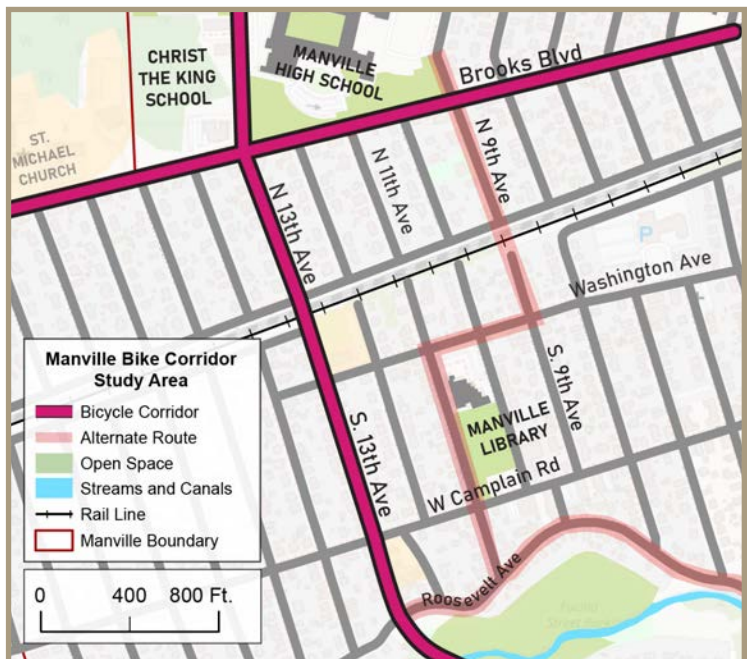 CHRIST
THE KING
SCHOOL
MANVILLE
HIGH SCHOOL
Brooks Blvd
ST.
MICHAEL
CHURCH
N 13th Ave
N 11th Ave
N 9th Ave
P
Washington Ave
S. 13th Ave
S. 9th Ave
MANVILLE
LIBRARY
W Camplain Rd
Roosevelt Ave
Manville Bike Corridor
Study Area
Bicycle Corridor
Alternate Route
Open Space
Streams and Canals
Rail Line
Manville Boundary
0 400 800 Ft.